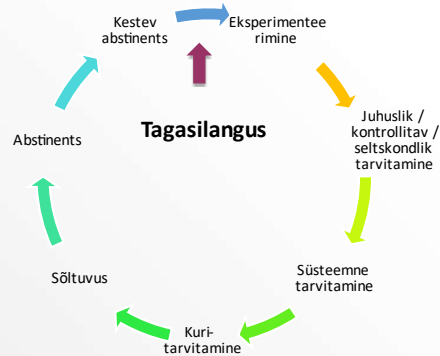 Kestev
abstinents
Eksperimentee
rimine
Juhuslik /
kontrollitav /
seltskondlik
tarvitamine
Süsteemne
tarvitamine
Kuri-
tarvitamine
Sõltuvus
Abstinents
Tagasilangus